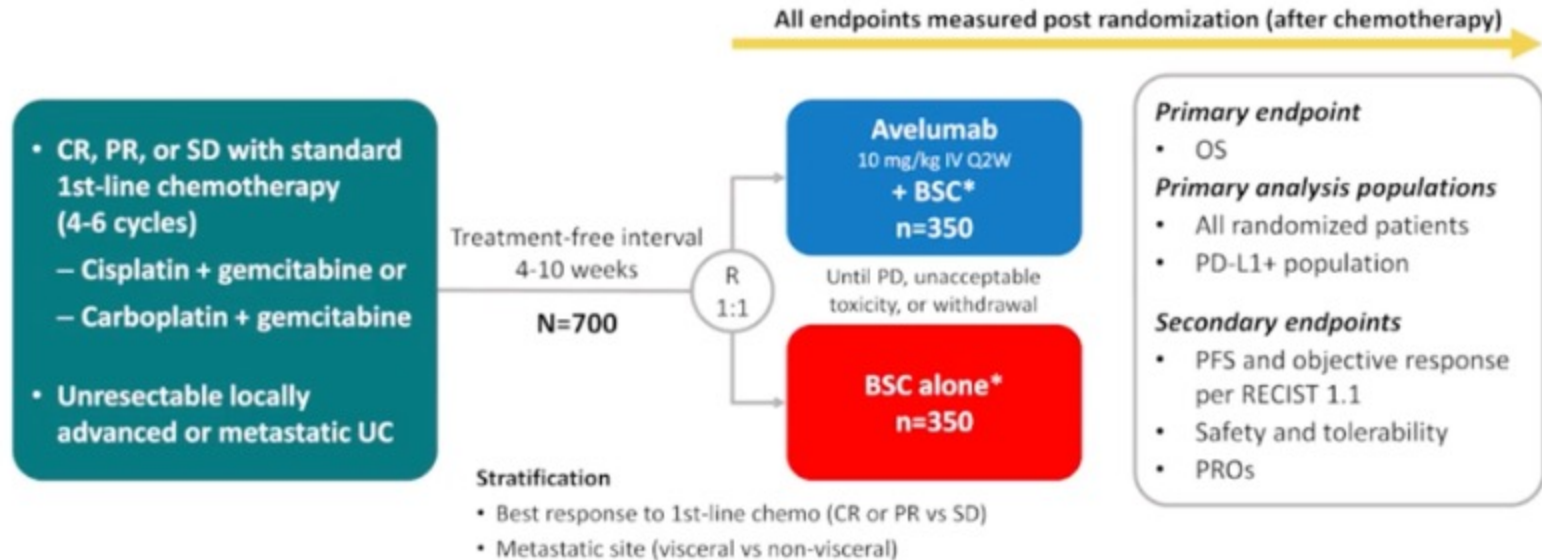 All endpoints measured post randomization (after chemotherapy)
• CR, PR, or SD with standard
1st-line chemotherapy
(4-6 cycles)
– Cisplatin + gemcitabine or
– Carboplatin + gemcitabine
• Unresectable locally
advanced or metastatic UC
Treatment-free interval
4-10 weeks
N=700
R
1:1
Avelumab
10 mg/kg IV Q2W
+ BSC*
n=350
Until PD, unacceptable
toxicity, or withdrawal
BSC alone*
n=350
Primary endpoint
• OS
Primary analysis populations
• All randomized patients
• PD-L1+ population
Secondary endpoints
• PFS and objective response
per RECIST 1.1
• Safety and tolerability
• PROs
Stratification
• Best response to 1st-line chemo (CR or PR vs SD)
• Metastatic site (visceral vs non-visceral)